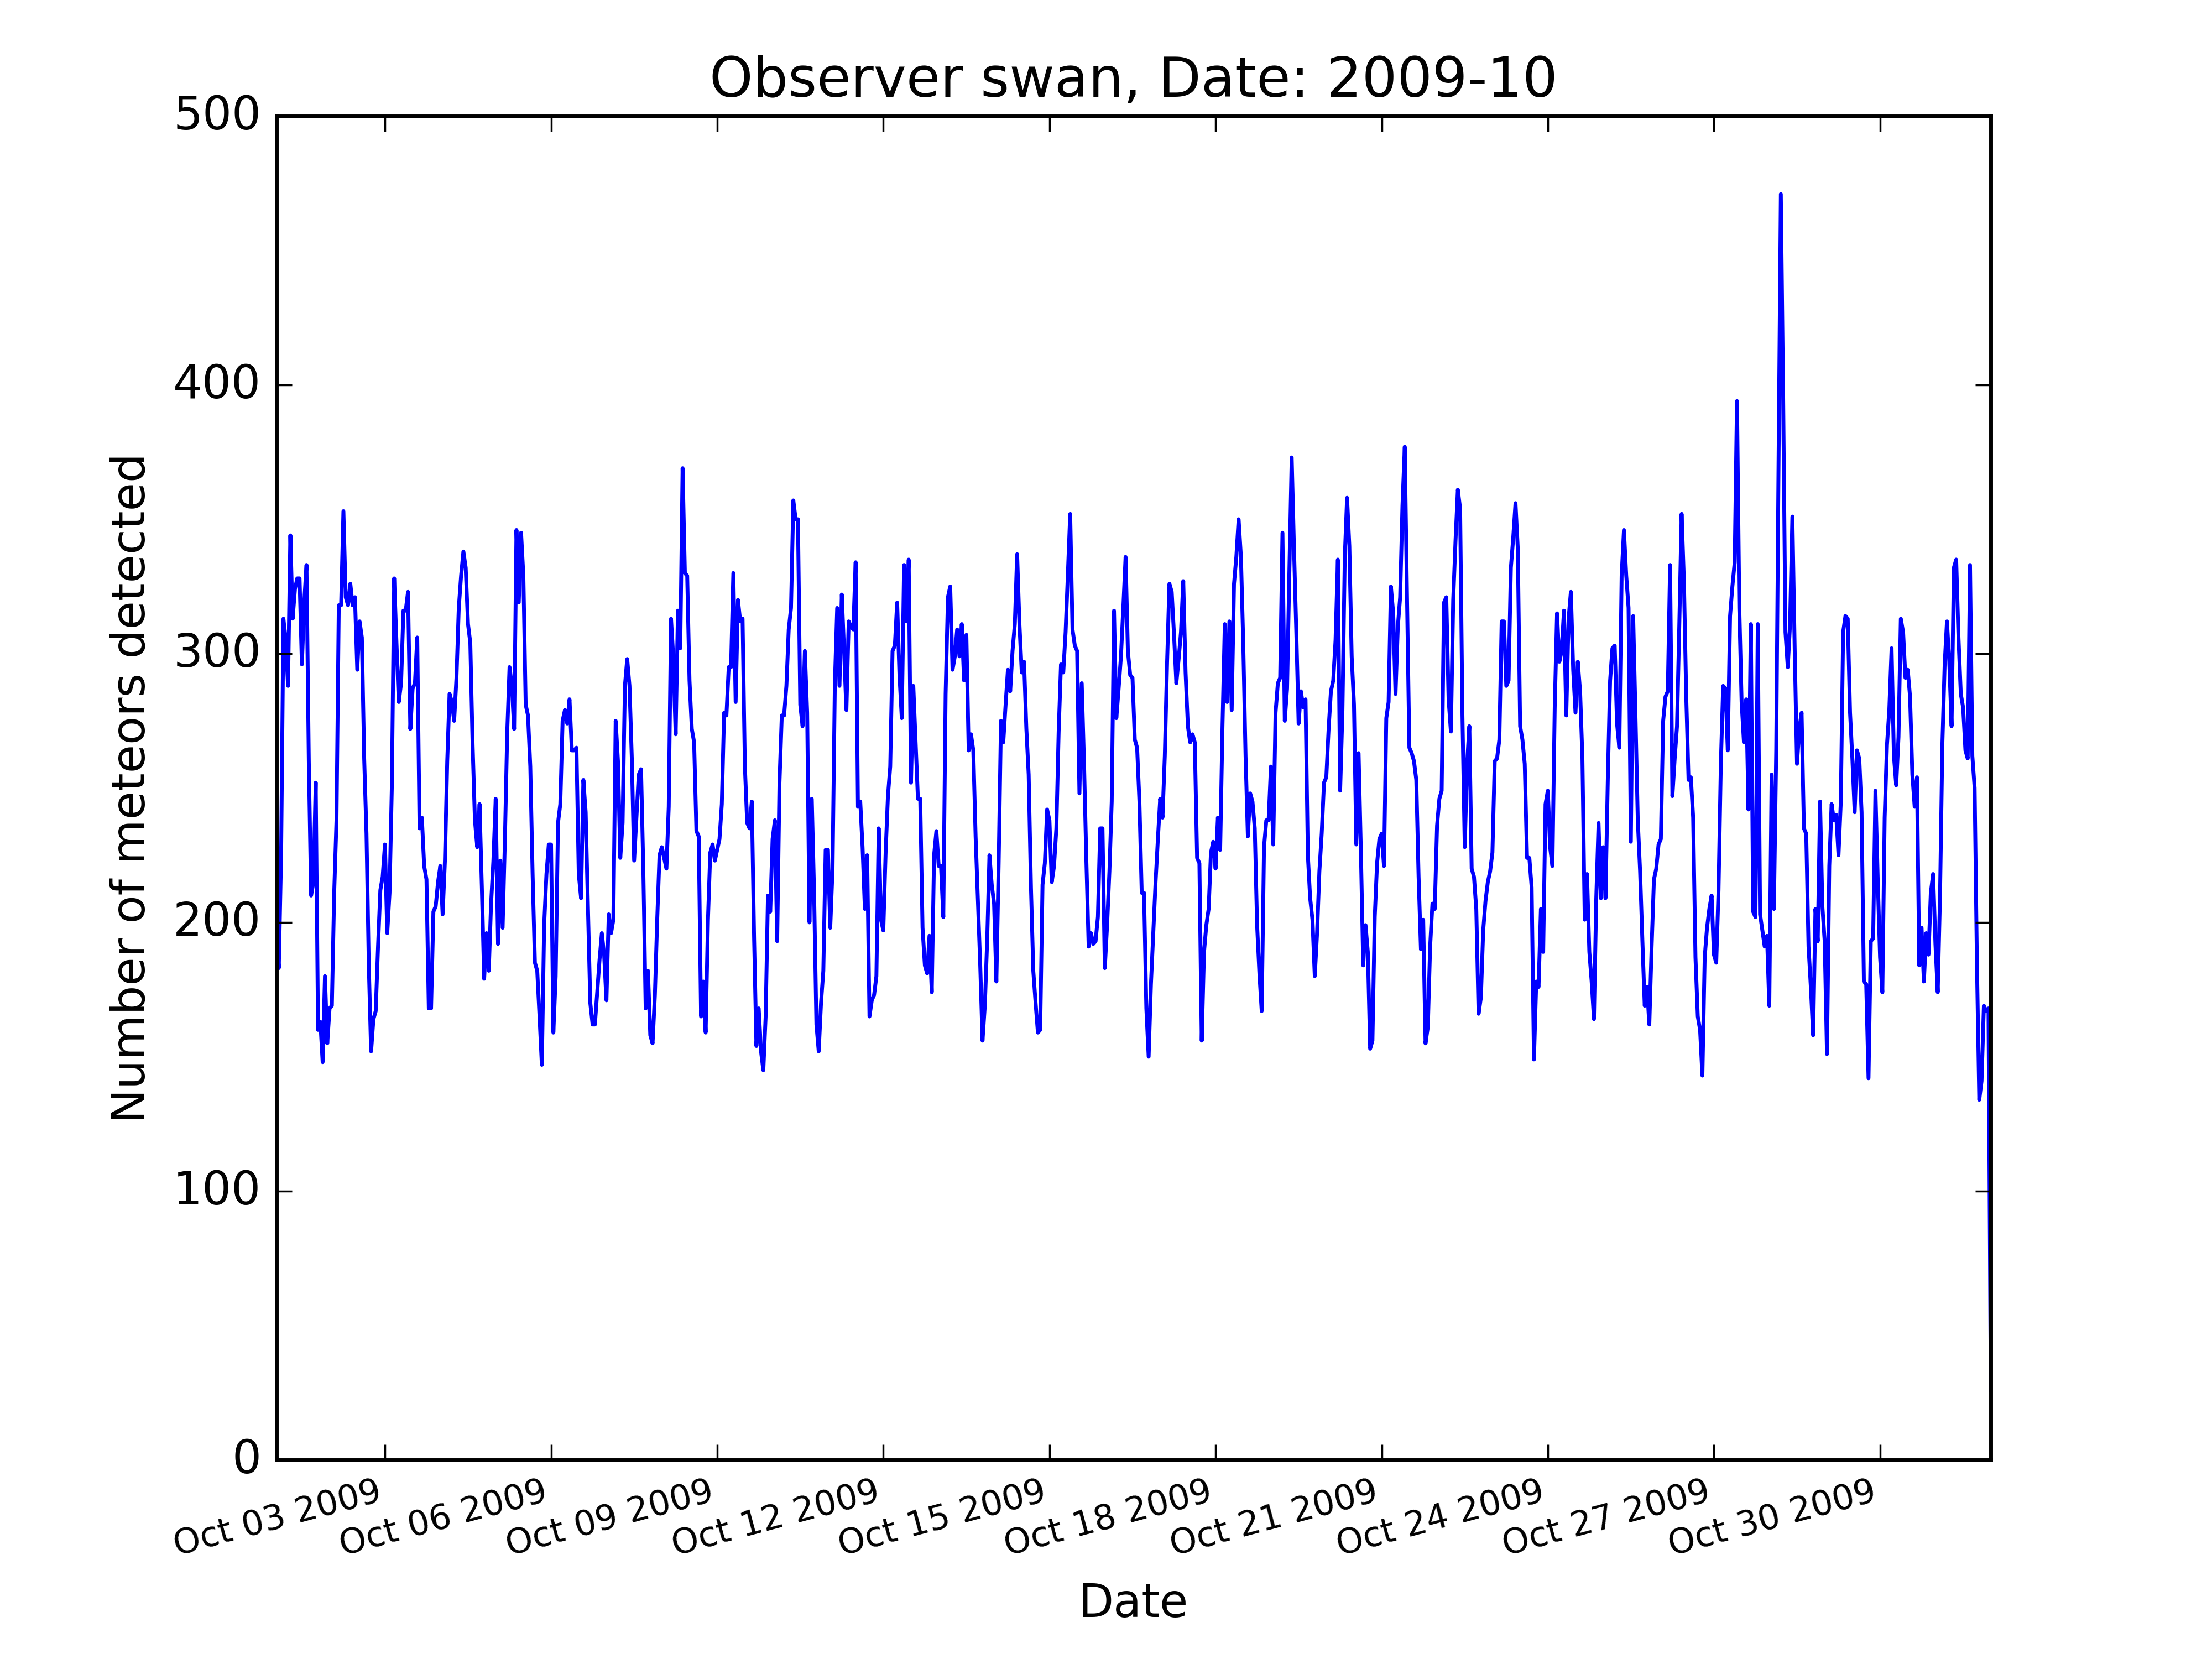 Observer swan, Date: 2009-10
500
400
300
200
100
0
Number of meteors detected
Oct 03 2009
Oct 06 2009
Oct 09 2009
Oct 12 2009
Oct 15 2009
Oct 18 2009
Oct 21 2009
Oct 24 2009
Oct 27 2009
Oct 30 2009
Date